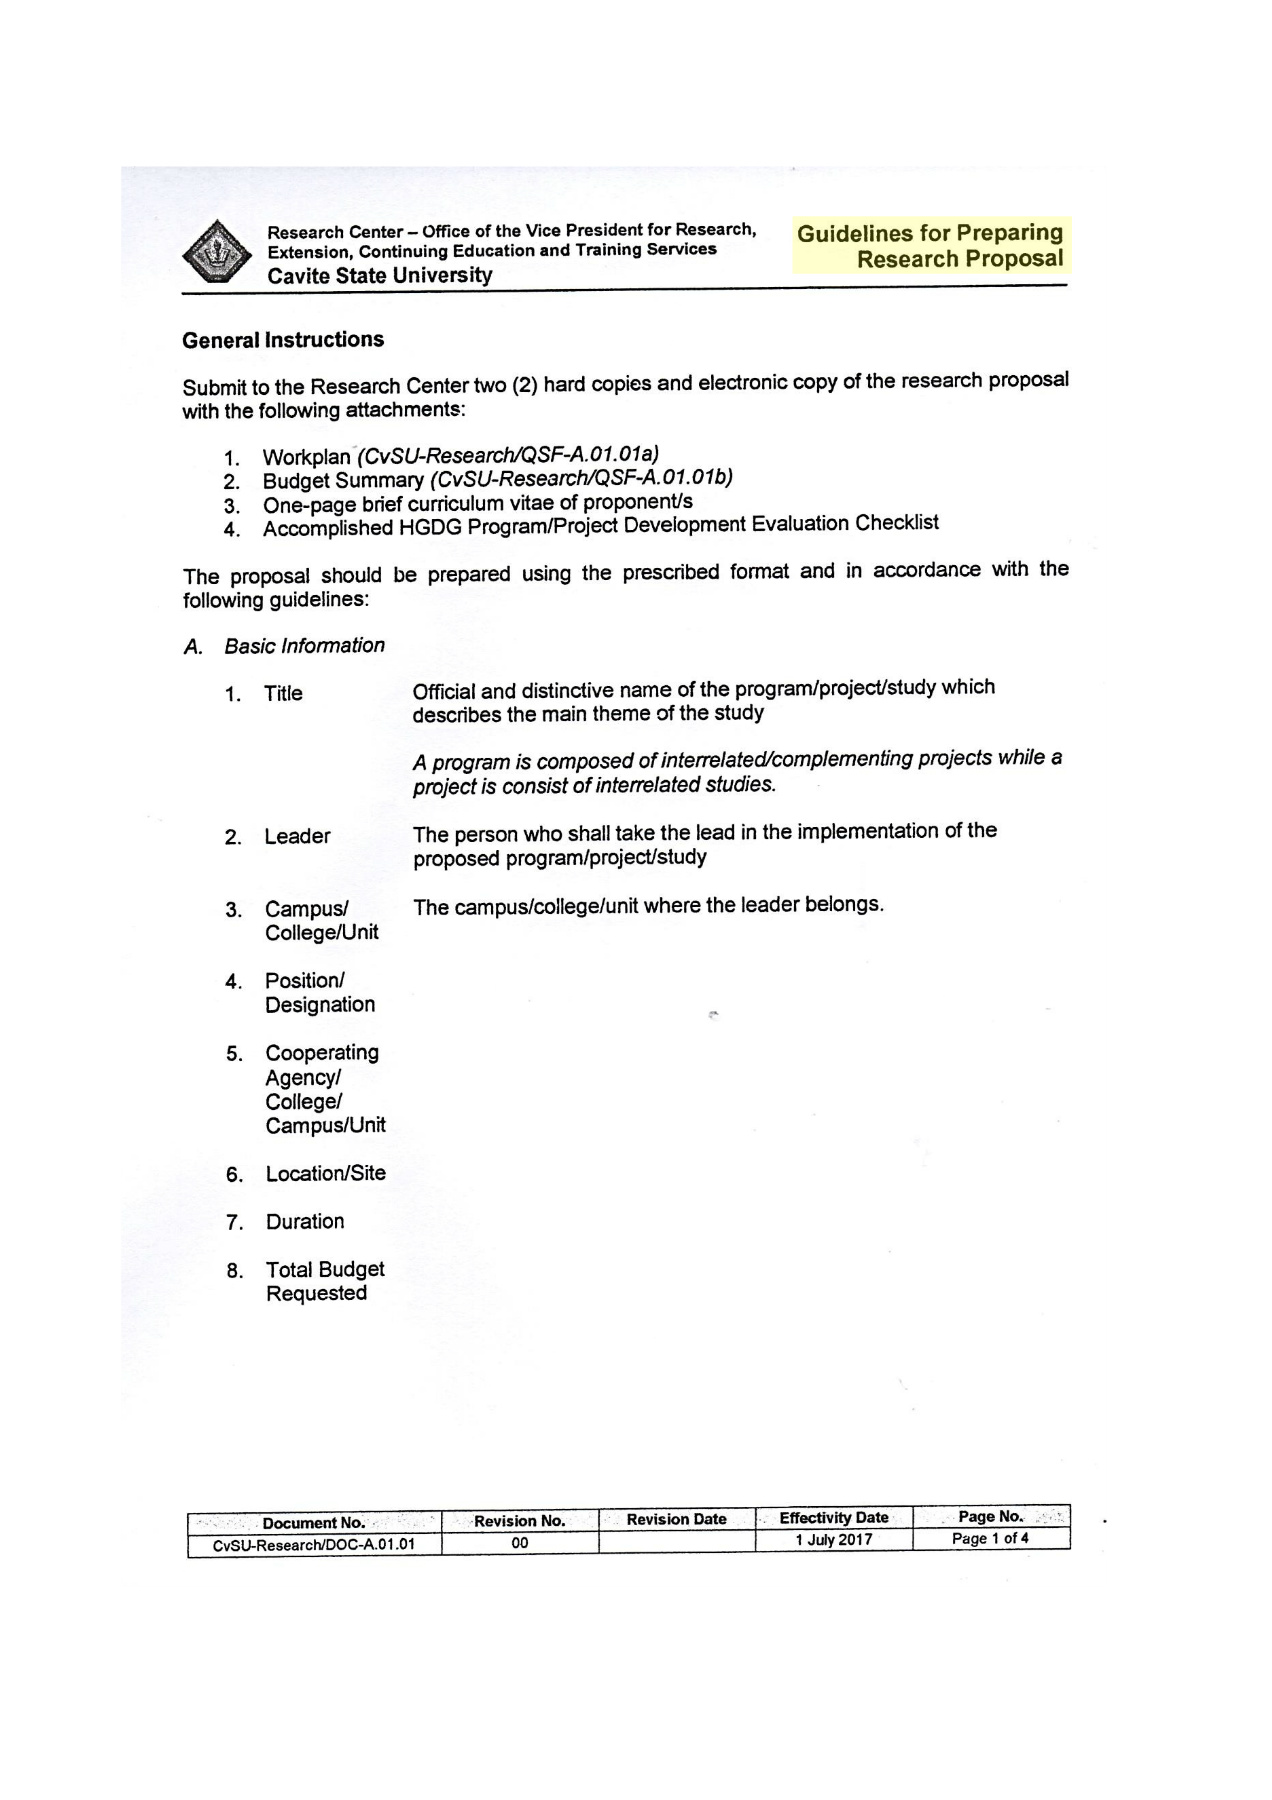 Research Center – Office of the Vice President for Research,
Extension, Continuing Education and Training Services
Cavite State University
Guidelines for Preparing
Research Proposal
General Instructions
Submit to the Research Center two (2) hard copies and electronic copy of the research proposal
with the following attachments:
1. Workplan (CvSU-Research/QSF-A.01.01a)
2. Budget Summary (CvSU-Research/QSF-A.01.01b)
3. One-page brief curriculum vitae of proponent/s
4. Accomplished HGDG Program/Project Development Evaluation Checklist
The proposal should be prepared using the prescribed format and in accordance with the
following guidelines:
A. Basic Information
1. Title Official and distinctive name of the program/project/study which
describes the main theme of the study
A program is composed of interrelated/complementing projects while a
project is consist of interrelated studies.
2. Leader The person who shall take the lead in the implementation of the
proposed program/project/study
3. Campus/ The campus/college/unit where the leader belongs.
College/Unit
4. Position/
Designation
5. Cooperating
Agency/
College/
Campus/Unit
6. Location/Site
7. Duration
8. Total Budget
Requested
Document No. Revision No. Revision Date Effectivity Date Page No.
CvSU-Research/DOC-A.01.01 00 1 July 2017 Page 1 of 4